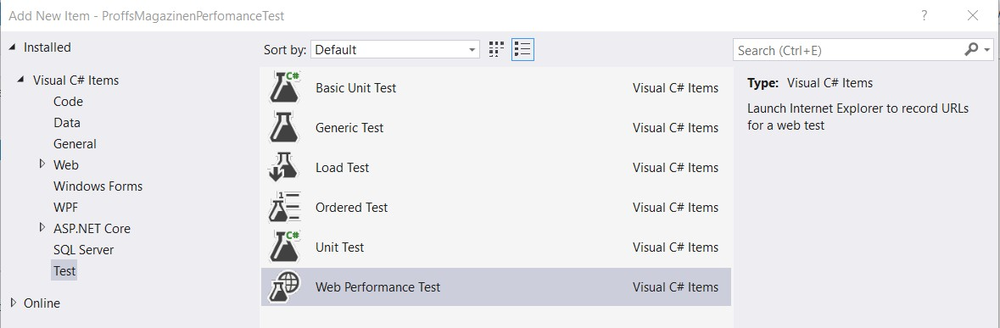 Add New Item - ProffsMagazinenPerfomanceTest
?
Installed
Sort by: Default
Search (Ctrl+E)
Visual C# Items
Code
Data
General
Web
Windows Forms
WPF
ASP.NET Core
SQL Server
Test
Online
C# Basic Unit Test Visual C# Items
Generic Test Visual C# Items
Load Test Visual C# Items
1 Ordered Test Visual C# Items
C# Unit Test Visual C# Items
Web Performance Test Visual C# Items
Type: Visual C# Items
Launch Internet Explorer to record URLs
for a web test